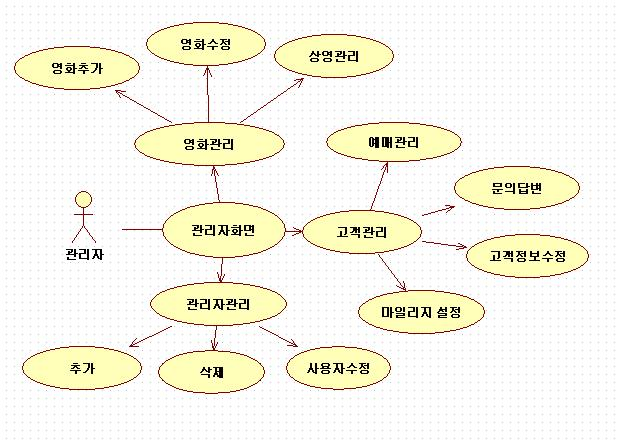 영화수정
상영관리
영화추가
영화관리
예매관리
문의답변
관리자
관리자화면
고객관리
고객정보수정
관리자관리
마일리지 설정
추가
삭제
사용자수정